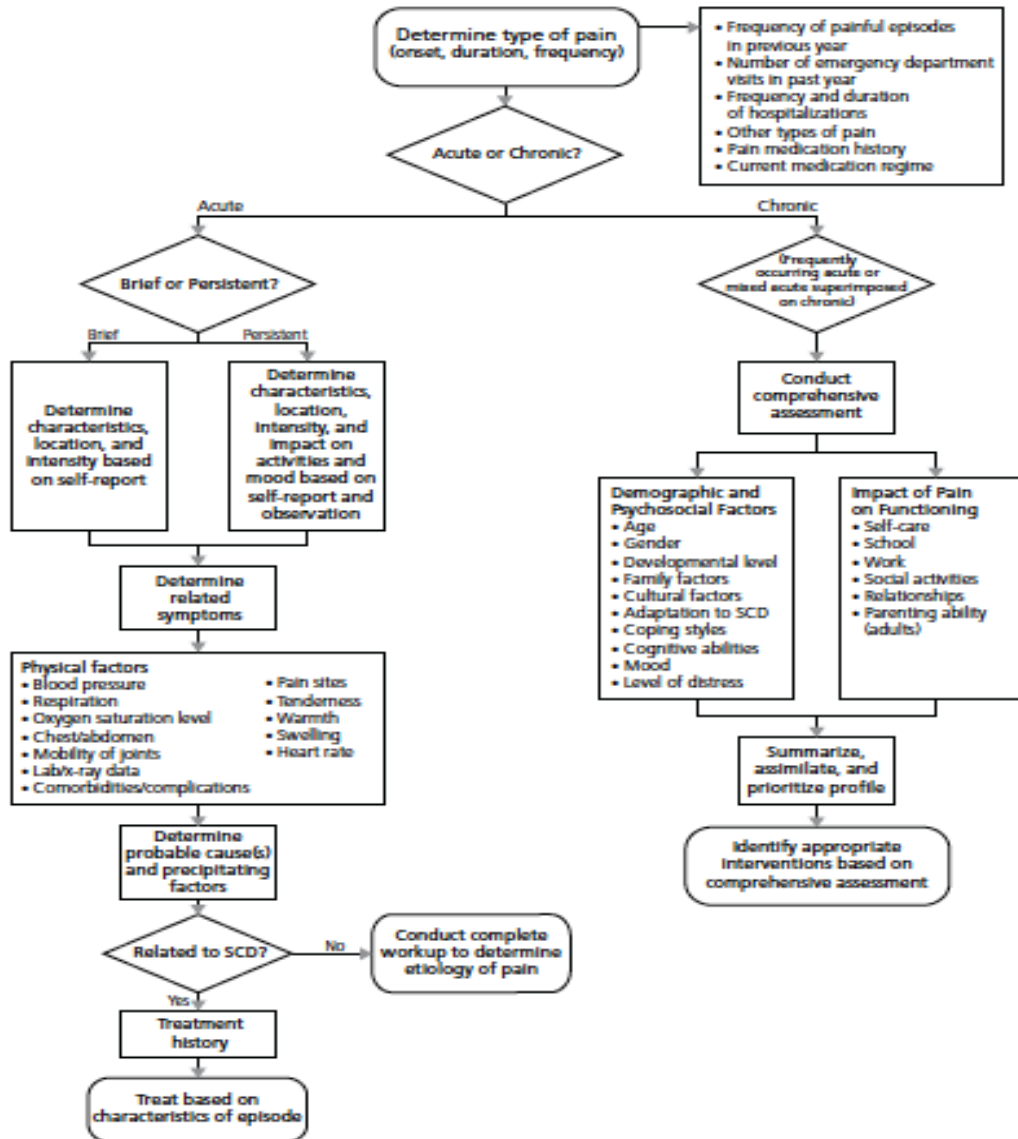 Determine type of pain
(onset, duration, frequency)
• Frequency of painful episodes
in previous year
• Number of emergency department
visits in past year
• Frequency and duration
of hospitalizations
• Other types of pain
• Pain medication history
• Current medication regime
Acute or Chronic?
Acute
Chronic
Brief or Persistent?
(Frequently
occurring acute or
mixed acute superimposed
on chronic)
Brief
Persistent
Determine
characteristics,
location, and
intensity based
on self-report
Determine
characteristics,
location,
intensity, and
impact on
activities and
mood based on
self-report and
observation
Conduct
comprehensive
assessment
Demographic and
Psychosocial Factors
• Age
• Gender
• Developmental level
• Family factors
• Cultural factors
• Adaptation to SCD
• Coping styles
• Cognitive abilities
• Mood
• Level of distress
Impact of Pain
on Functioning
• Self-care
• School
• Work
• Social activities
• Relationships
• Parenting ability
(adults)
Determine
related
symptoms
Physical factors
• Blood pressure
• Respiration
• Oxygen saturation level
• Chest/abdomen
• Mobility of joints
• Lab/x-ray data
• Comorbidities/complications
• Pain sites
• Tenderness
• Warmth
• Swelling
• Heart rate
Summarize,
assimilate, and
prioritize profile
Identify appropriate
interventions based on
comprehensive assessment
Determine
probable cause(s)
and precipitating
factors
Related to SCD?
No
Conduct complete
workup to determine
etiology of pain
Yes
Treatment
history
Treat based on
characteristics of episode